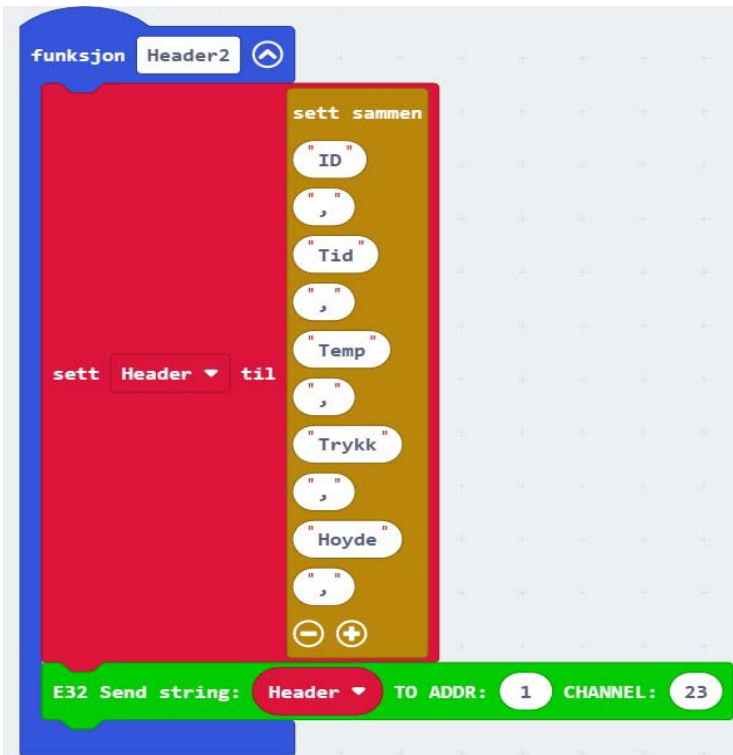 funksjon Header2
sett sammen
"ID"
","
"Tid"
","
"Temp"
","
sett Header til
"Trykk"
","
"Hoyde"
","
E32 Send string: Header TO ADDR: 1 CHANNEL: 23